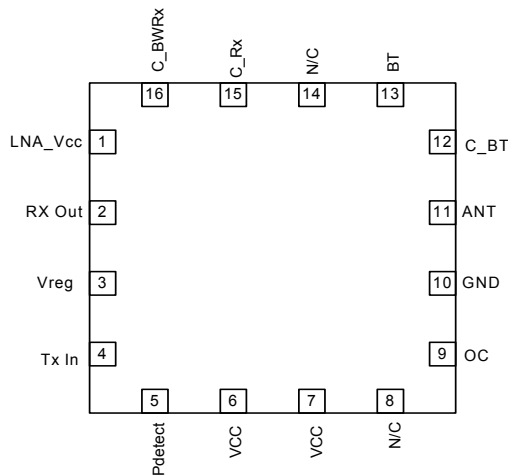 C_BWRx
C_Rx
N/C
BT
16
15
14
13
LNA_Vcc 1
12 C_BT
RX Out 2
11 ANT
Vreg 3
10 GND
Tx In 4
9 OC
5
6
7
8
Pdetect
VCC
VCC
N/C